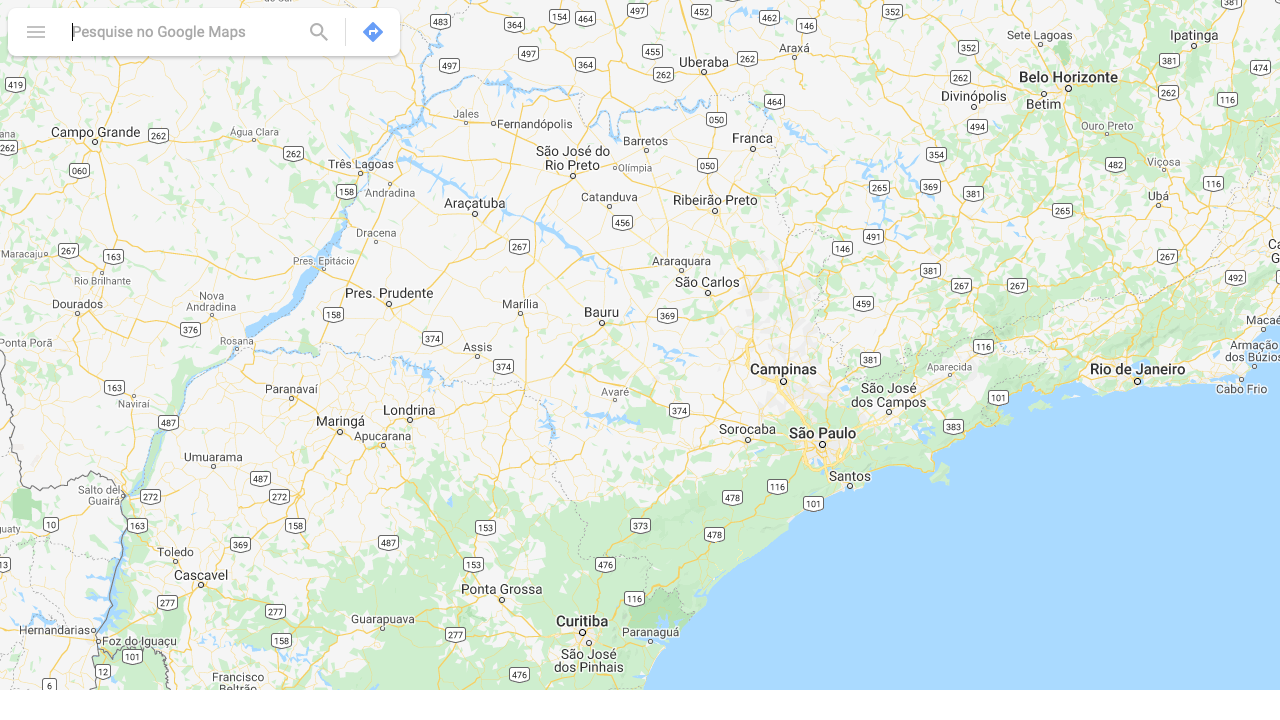 Pesquise no Google Maps
483
364
154
464
497
452
462
146
381
Sete Lagoas
Ipatinga
352
381
474
497
497
364
455
262
262
Uberaba
Araxá
262
Belo Horizonte
262
116
419
Divinópolis
Betim
464
Jales
Fernandópolis
050
494
Ouro Preto
Campo Grande
262
Água Clara
262
Barretos
Franca
ana
262
São José do
Rio Preto
354
482
Viçosa
Três Lagoas
Olímpia
050
060
158
Andradina
Catanduva
265
369
381
116
Ubá
Araçatuba
Ribeirão Preto
456
265
Dracena
267
491
146
Maracaju
267
163
Pres. Epitácio
Araraquara
381
267
492
Rio Brilhante
São Carlos
267
267
Dourados
Nova
Andradina
Pres. Prudente
Marília
Bauru
369
459
158
376
Macaé
Ponta Porã
Rosana
374
Assis
374
381
116
Armação
dos Búzios
Campinas
Aparecida
Rio de Janeiro
163
Naviraí
Paranavaí
Avaré
São José
dos Campos
101
Cabo Frio
Londrina
374
487
Maringá
Apucarana
Sorocaba
São Paulo
383
Umuarama
487
Santos
Salto del
Guairá
272
272
478
116
101
10
163
158
153
373
478
uaty
369
487
13
Toledo
Cascavel
153
476
Ponta Grossa
116
277
277
Guarapuava
277
Curitiba
Paranaguá
Hernandarias
Foz do Iguaçu
158
São José
dos Pinhais
101
12
476
Francisco
Beltrão
6